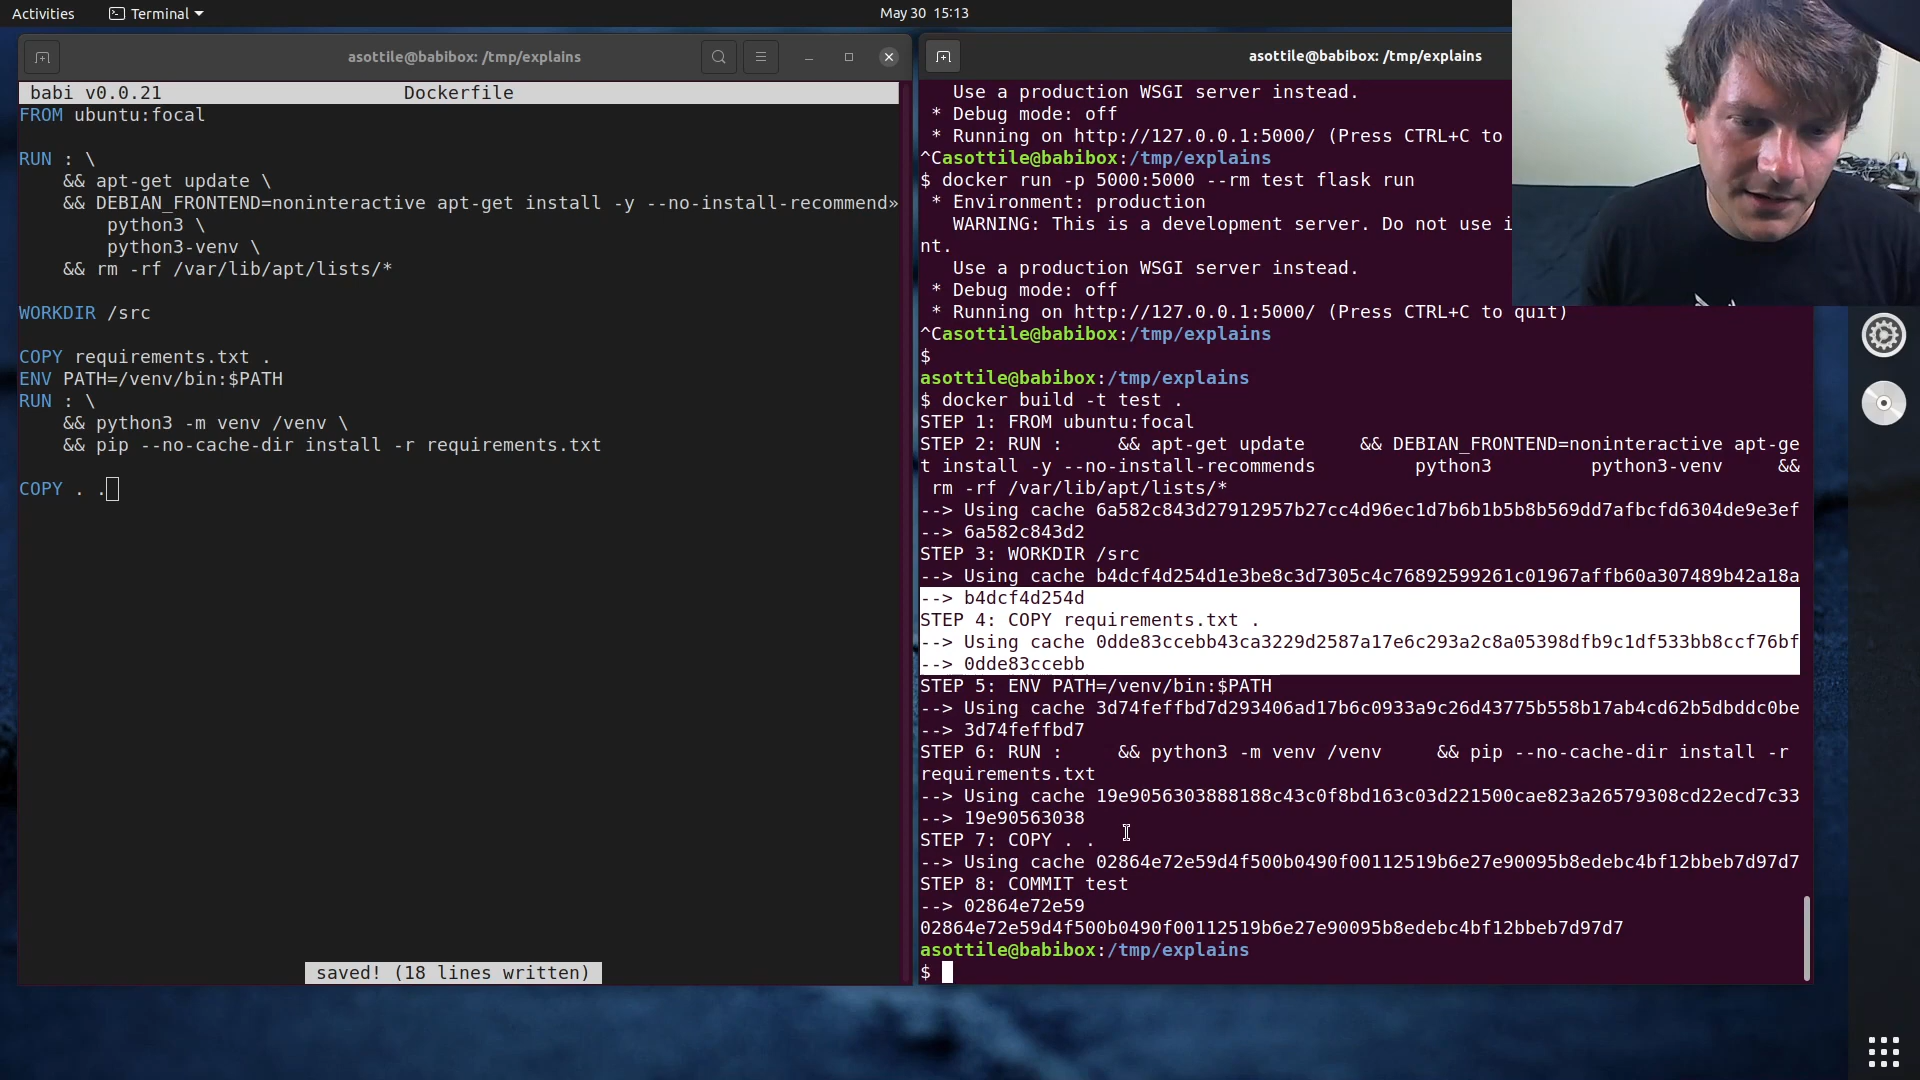 Activities
Terminal
May 30 15:13
asottile@babibox: /tmp/explains
babi v0.0.21 Dockerfile
FROM ubuntu:focal
RUN : \
&& apt-get update \
&& DEBIAN_FRONTEND=noninteractive apt-get install -y --no-install-recommend»
python3 \
python3-venv \
&& rm -rf /var/lib/apt/lists/*
WORKDIR /src
COPY requirements.txt .
ENV PATH=/venv/bin:$PATH
RUN : \
&& python3 -m venv /venv \
&& pip --no-cache-dir install -r requirements.txt
COPY . .
saved! (18 lines written)
asottile@babibox: /tmp/explains
Use a production WSGI server instead.
* Debug mode: off
* Running on http://127.0.0.1:5000/ (Press CTRL+C to
^Casottile@babibox:/tmp/explains
$ docker run -p 5000:5000 --rm test flask run
* Environment: production
WARNING: This is a development server. Do not use i
nt.
Use a production WSGI server instead.
* Debug mode: off
* Running on http://127.0.0.1:5000/ (Press CTRL+C to quit)
^Casottile@babibox:/tmp/explains
$
asottile@babibox:/tmp/explains
$ docker build -t test .
STEP 1: FROM ubuntu:focal
STEP 2: RUN : && apt-get update && DEBIAN_FRONTEND=noninteractive apt-ge
t install -y --no-install-recommends python3 python3-venv &&
rm -rf /var/lib/apt/lists/*
--> Using cache 6a582c843d27912957b27cc4d96ec1d7b6b1b5b8b569dd7afbcfd6304de9e3ef
--> 6a582c843d2
STEP 3: WORKDIR /src
--> Using cache b4dcf4d254d1e3be8c3d7305c4c76892599261c01967affb60a307489b42a18a
--> b4dcf4d254d
STEP 4: COPY requirements.txt .
--> Using cache 0dde83ccebb43ca3229d2587a17e6c293a2c8a05398dfb9c1df533bb8ccf76bf
--> 0dde83ccebb
STEP 5: ENV PATH=/venv/bin:$PATH
--> Using cache 3d74feffbd7d293406ad17b6c0933a9c26d43775b558b17ab4cd62b5dbddc0be
--> 3d74feffbd7
STEP 6: RUN : && python3 -m venv /venv && pip --no-cache-dir install -r
requirements.txt
--> Using cache 19e9056303888188c43c0f8bd163c03d221500cae823a26579308cd22ecd7c33
--> 19e90563038
STEP 7: COPY . .
--> Using cache 02864e72e59d4f500b0490f00112519b6e27e90095b8edebc4bf12bbeb7d97d7
STEP 8: COMMIT test
--> 02864e72e59
02864e72e59d4f500b0490f00112519b6e27e90095b8edebc4bf12bbeb7d97d7
asottile@babibox:/tmp/explains
$